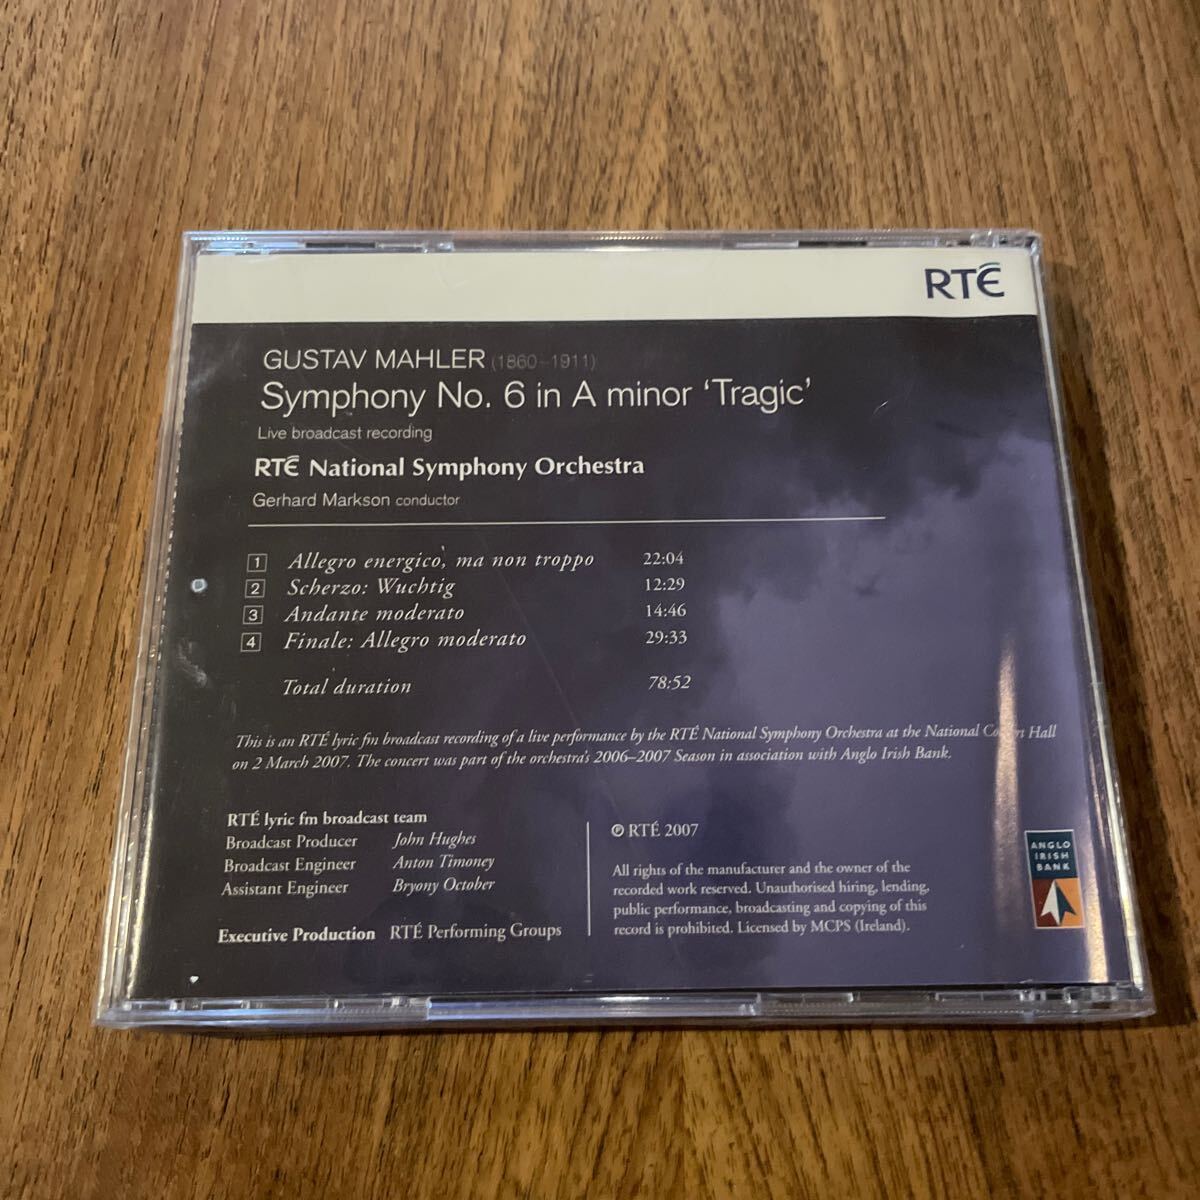 RTÉ
GUSTAV MAHLER (1860–1911)
Symphony No. 6 in A minor ‘Tragic’
Live broadcast recording
RTÉ National Symphony Orchestra
Gerhard Markson conductor
1 Allegro energico, ma non troppo 22:04
2 Scherzo: Wuchtig 12:29
3 Andante moderato 14:46
4 Finale: Allegro moderato 29:33
Total duration 78:52
This is an RTÉ lyric fm broadcast recording of a live performance by the RTÉ National Symphony Orchestra at the National Concert Hall
on 2 March 2007. The concert was part of the orchestra's 2006–2007 Season in association with Anglo Irish Bank.
RTÉ lyric fm broadcast team
Broadcast Producer John Hughes
Broadcast Engineer Anton Timoney
Assistant Engineer Bryony October
Executive Production RTÉ Performing Groups
℗ RTÉ 2007
All rights of the manufacturer and the owner of the
recorded work reserved. Unauthorised hiring, lending,
public performance, broadcasting and copying of this
record is prohibited. Licensed by MCPS (Ireland).
ANGLO
IRISH
BANK